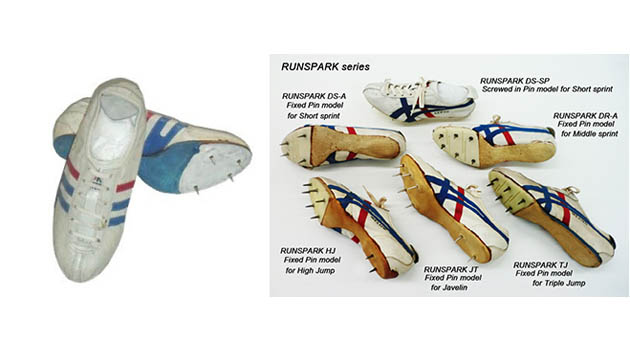 RUNSPARK series
RUNSPARK DS-SP
Screwed in Pin model for Short sprint
RUNSPARK DS-A
Fixed Pin model
for Short sprint
RUNSPARK DR-A
Fixed Pin model
for Middle sprint
RUNSPARK HJ
Fixed Pin model
for High Jump
RUNSPARK JT
Fixed Pin model
for Javelin
RUNSPARK TJ
Fixed Pin model
for Triple Jump